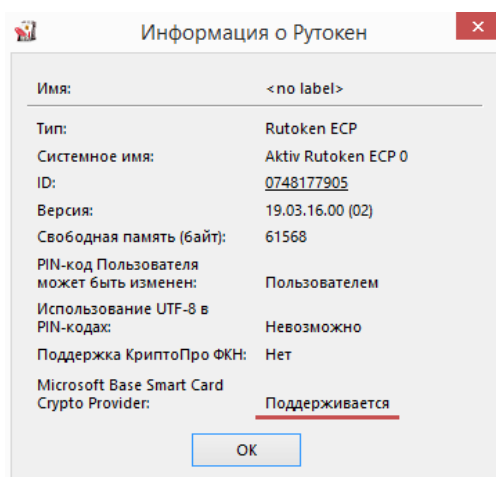 Информация о Рутокен
Имя: <no label>
Тип: Rutoken ECP
Системное имя: Aktiv Rutoken ECP 0
ID: 0748177905
Версия: 19.03.16.00 (02)
Свободная память (байт): 61568
PIN-код Пользователя
может быть изменен: Пользователем
Использование UTF-8 в
PIN-кодах: Невозможно
Поддержка КриптоПро ФКН: Нет
Microsoft Base Smart Card
Crypto Provider: Поддерживается
OK